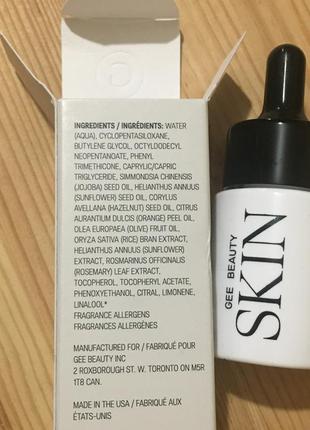 INGREDIENTS / INGRÉDIENTS: WATER
(AQUA), CYCLOPENTASILOXANE,
BUTYLENE GLYCOL, OCTYLDODECYL
NEOPENTANOATE, PHENYL
TRIMETHICONE, CAPRYLIC/CAPRIC
TRIGLYCERIDE, SIMMONDSIA CHINENSIS
(JOJOBA) SEED OIL, HELIANTHUS ANNUUS
(SUNFLOWER) SEED OIL, CORYLUS
AVELLANA (HAZELNUT) SEED OIL, CITRUS
AURANTIUM DULCIS (ORANGE) PEEL OIL,
OLEA EUROPAEA (OLIVE) FRUIT OIL,
ORYZA SATIVA (RICE) BRAN EXTRACT,
HELIANTHUS ANNUUS (SUNFLOWER)
EXTRACT, ROSMARINUS OFFICINALIS
(ROSEMARY) LEAF EXTRACT,
TOCOPHEROL, TOCOPHERYL ACETATE,
PHENOXYETHANOL, CITRAL, LIMONENE,
LINALOOL*
FRAGRANCE ALLERGENS
FRAGRANCES ALLERGÈNES
MANUFACTURED FOR / FABRIQUÉ POUR
GEE BEAUTY INC
2 ROXBOROUGH ST. W. TORONTO ON M5R
1T8 CAN.
MADE IN THE USA / FABRIQUÉ AUX
ÉTATS-UNIS
GEE BEAUTY
SKIN